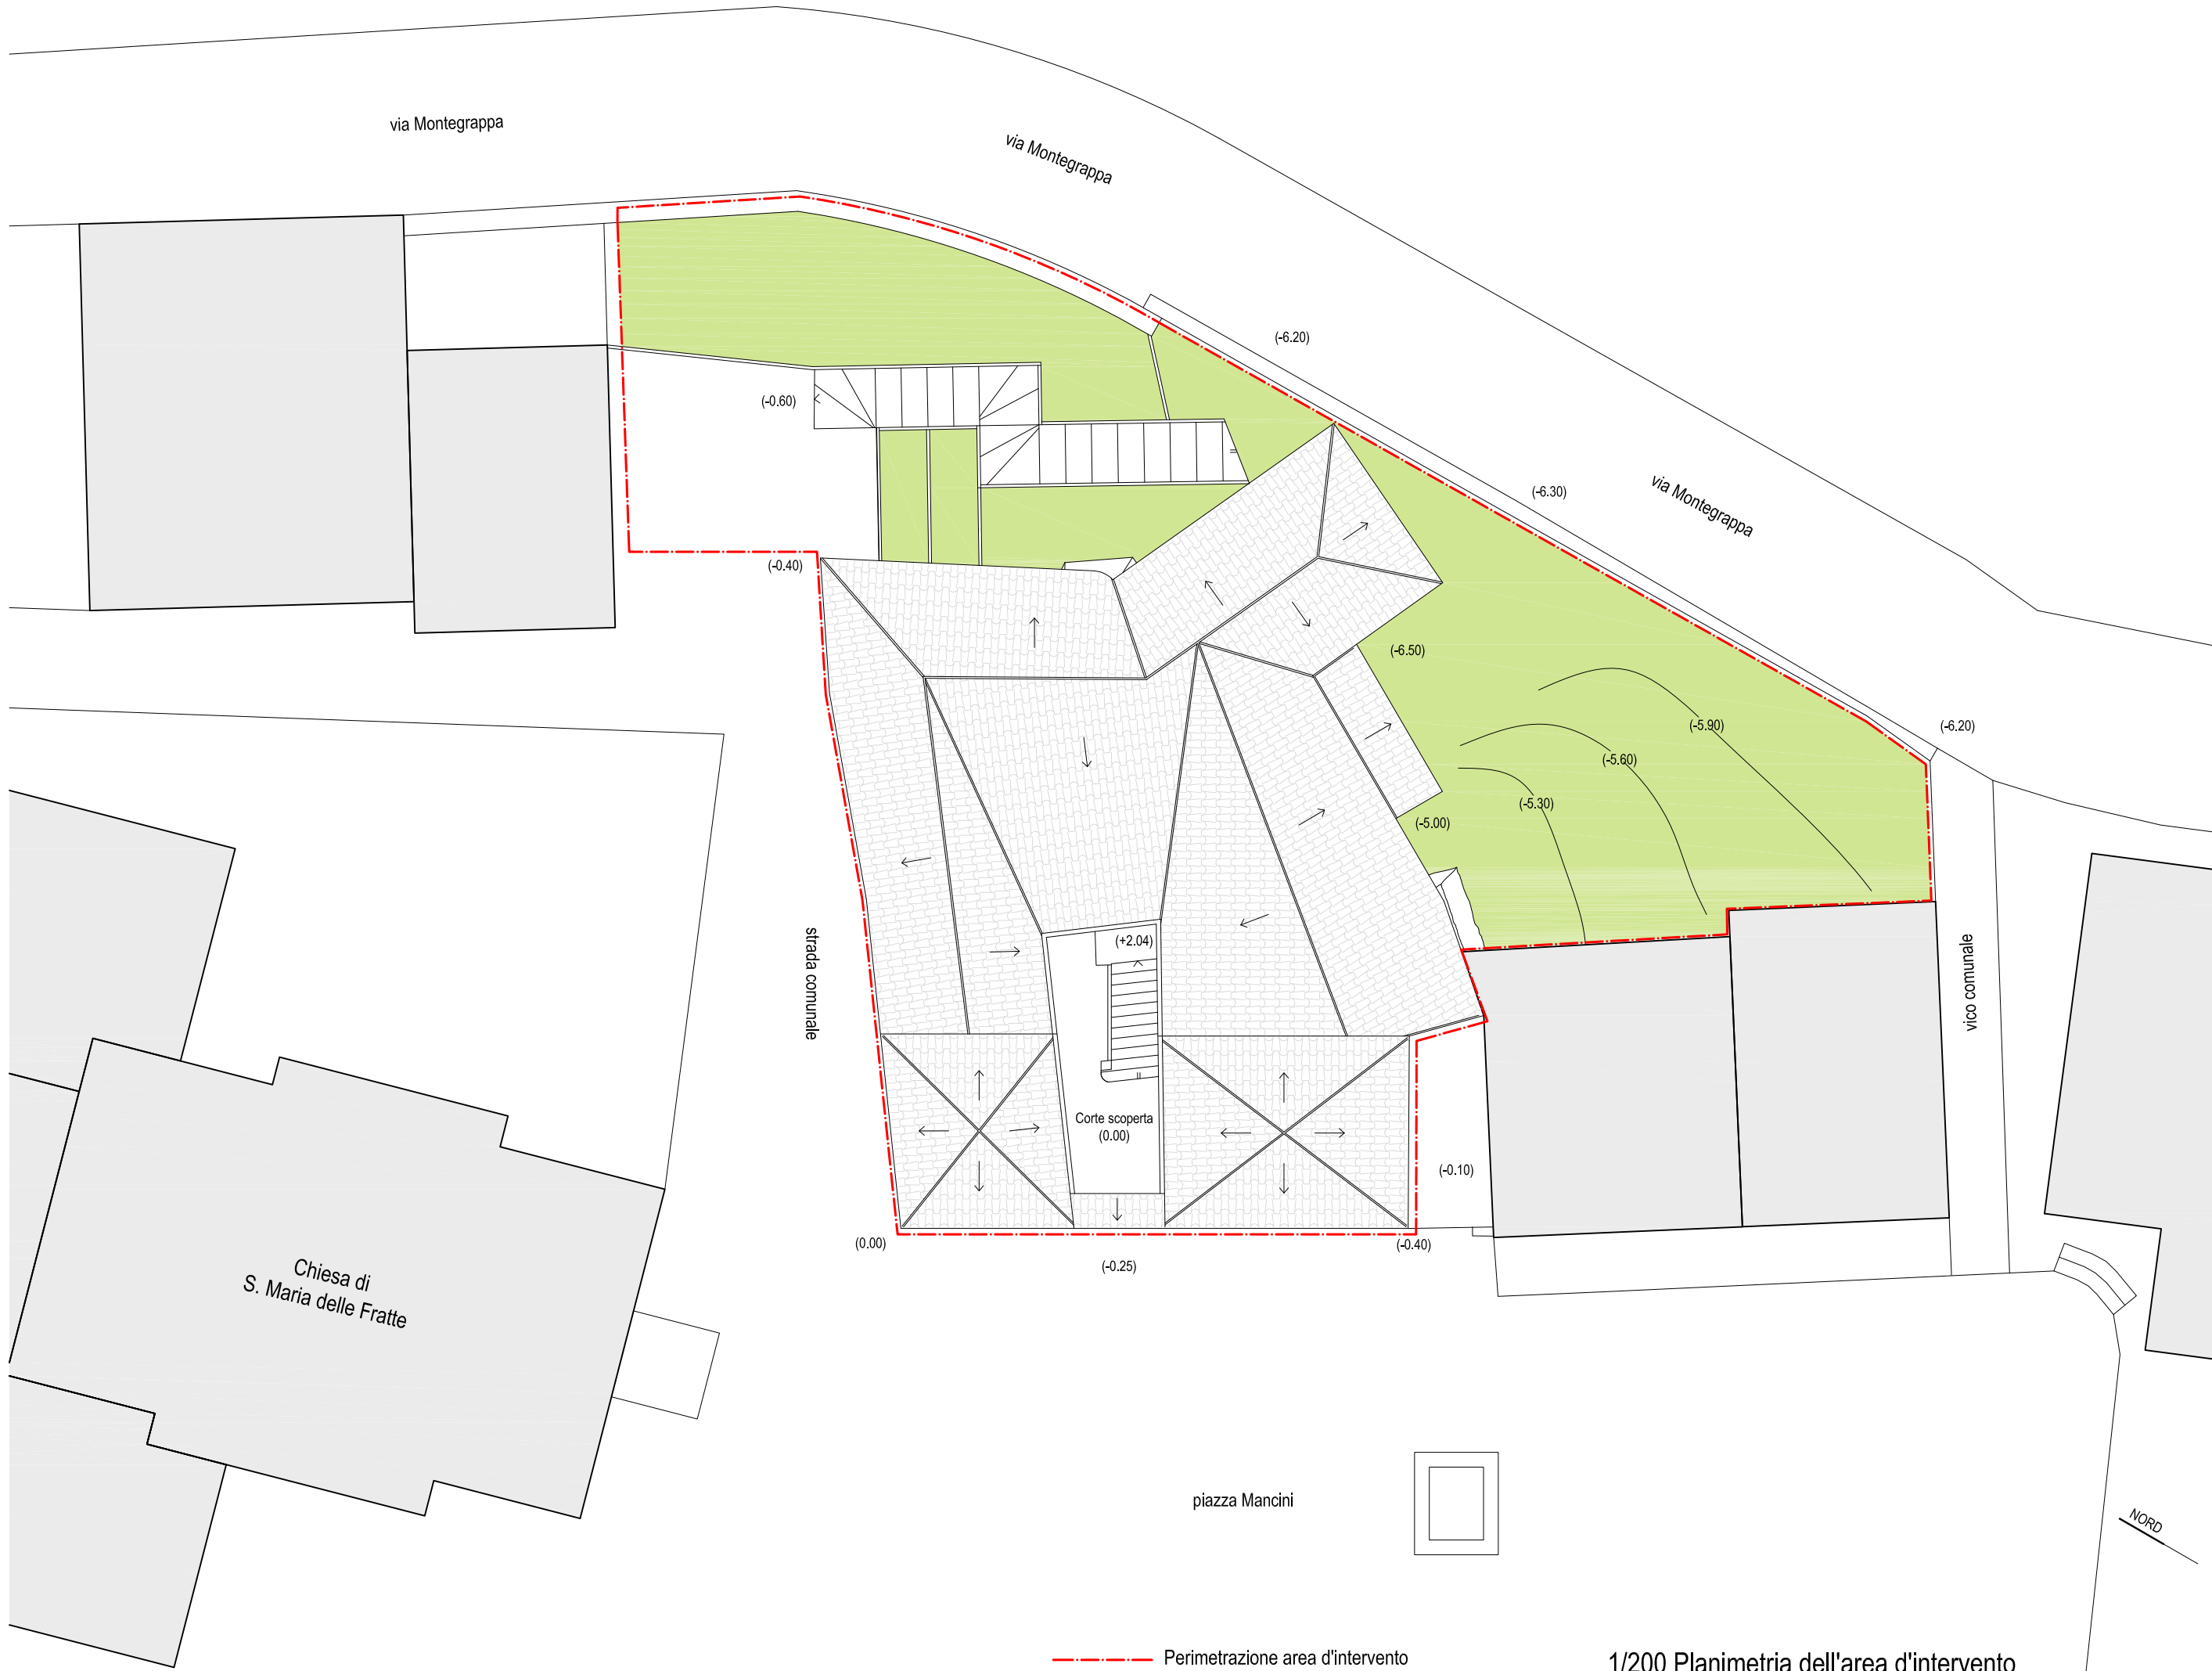 via Montegrappa
via Montegrappa
(-6.20)
(-0.60)
(-6.30)
via Montegrappa
(-0.40)
(-6.50)
(-5.90)
(-6.20)
(-5.60)
(-5.30)
(-5.00)
strada comunale
(+2.04)
vico comunale
Corte scoperta
(0.00)
(-0.10)
(0.00)
(-0.40)
(-0.25)
Chiesa di
S. Maria delle Fratte
piazza Mancini
NORD
Perimetrazione area d'intervento
1/200 Planimetria dell'area d'intervento